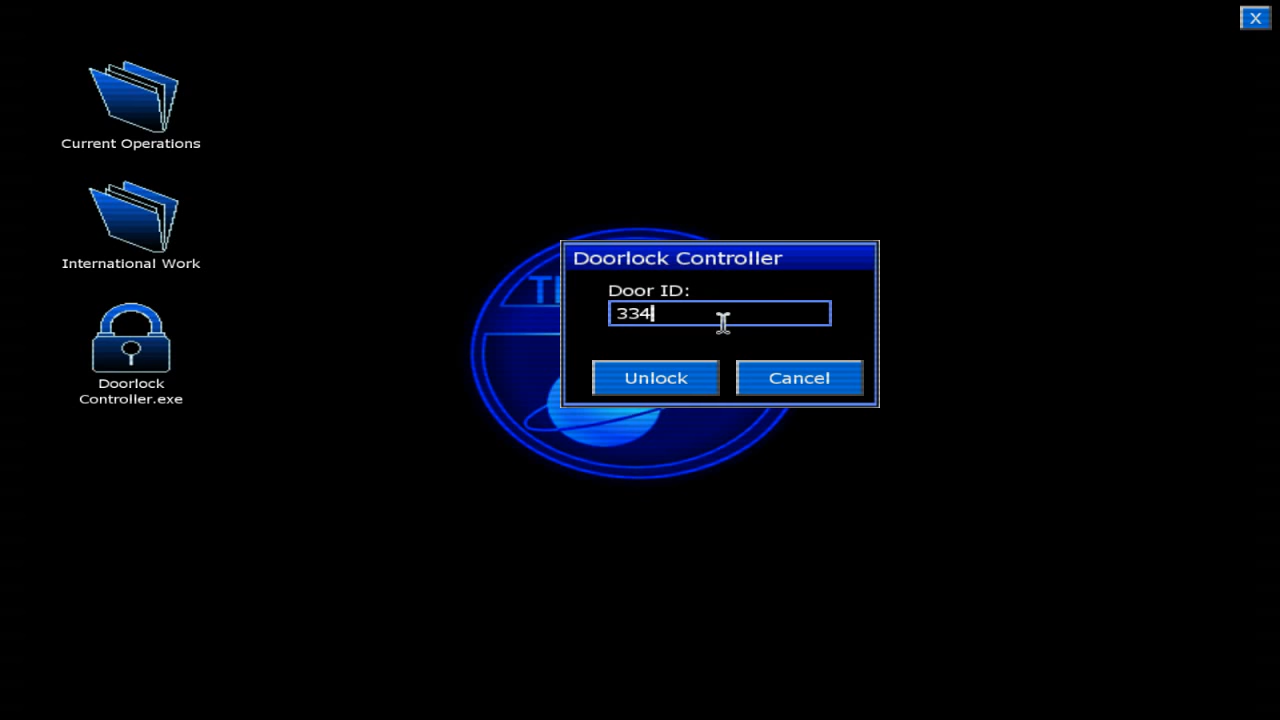 X
Current Operations
International Work
Doorlock
Controller.exe
Doorlock Controller
Door ID:
334
Unlock
Cancel